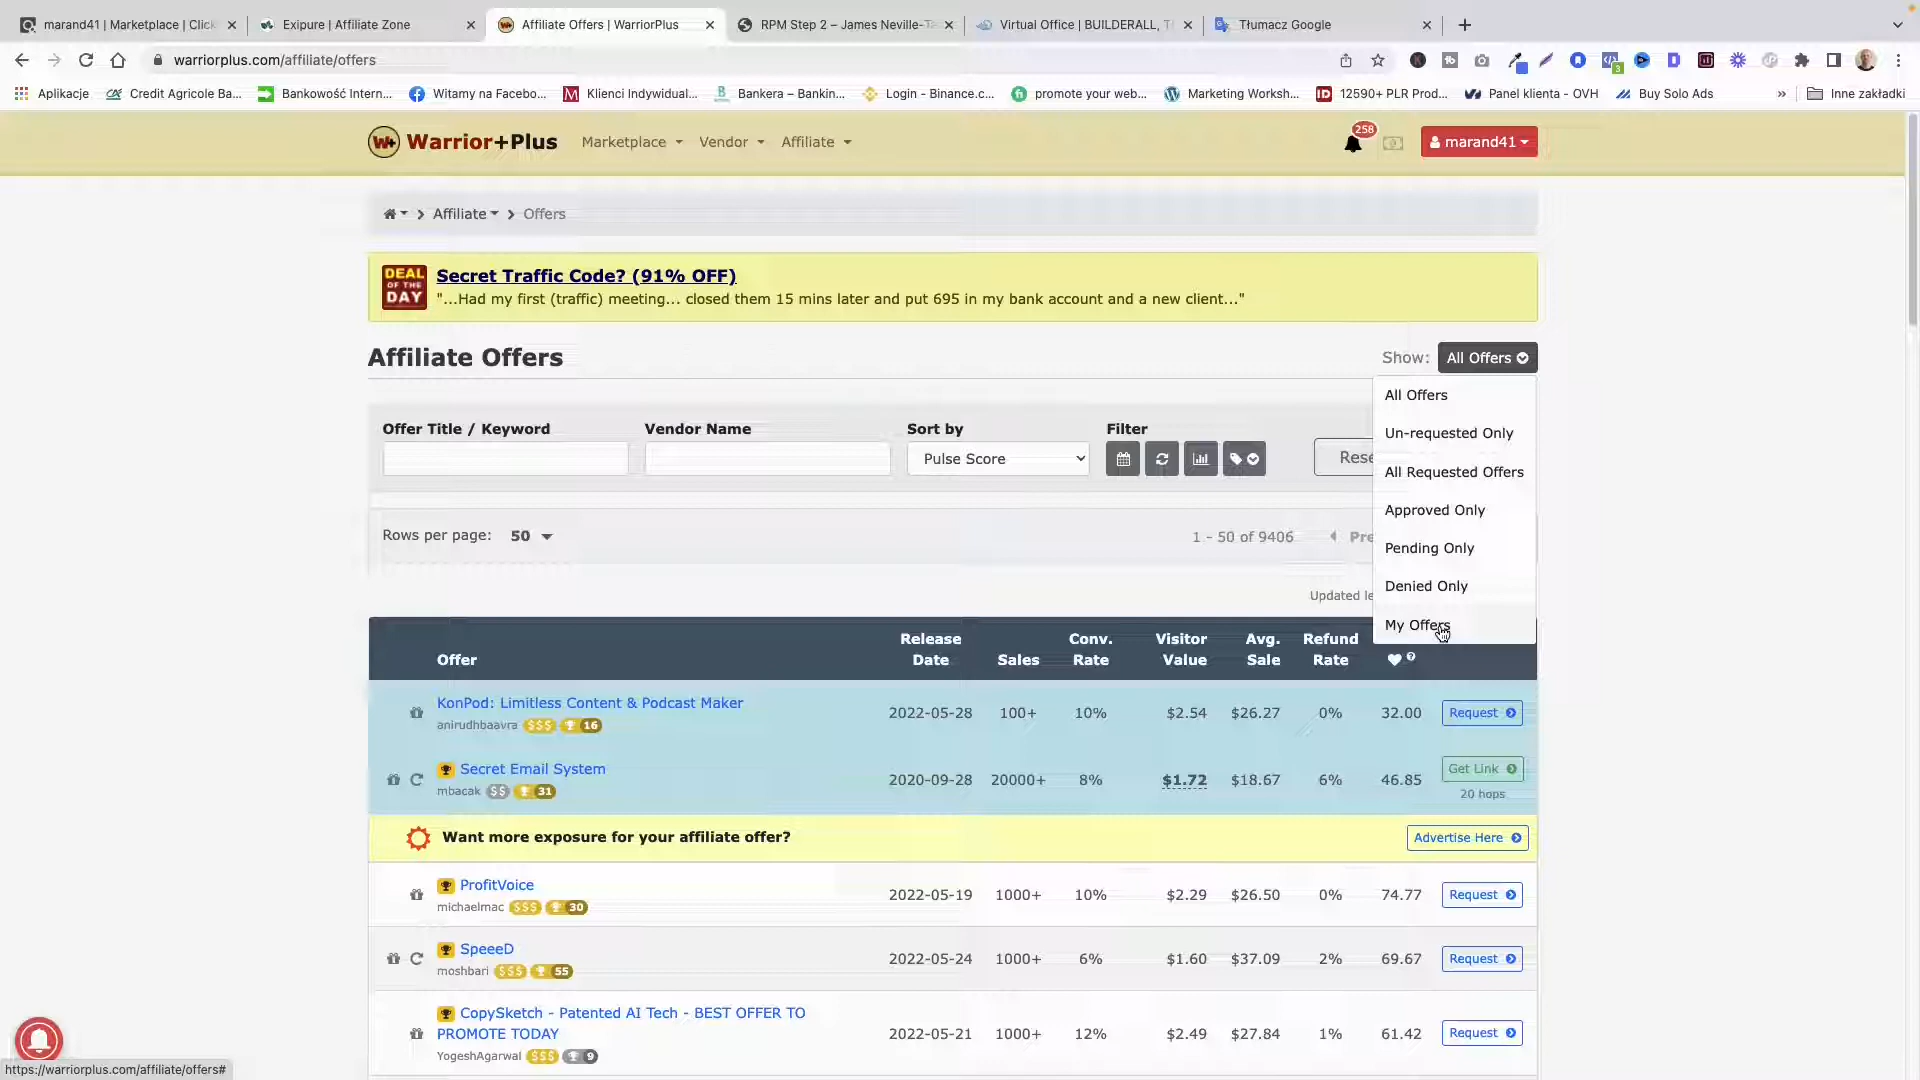 marand41 | Marketplace | Click
Exipure | Affiliate Zone
Affiliate Offers | WarriorPlus
RPM Step 2 – James Neville-Ta
Virtual Office | BUILDERALL, T
Tłumacz Google
warriorplus.com/affiliate/offers
Aplikacje
Credit Agricole Ba...
Bankowość Intern...
Witamy na Facebo...
Klienci Indywidual...
Bankera – Bankin...
Login - Binance.c...
promote your web...
Marketing Worksh...
12590+ PLR Prod...
Panel klienta - OVH
Buy Solo Ads
»
Inne zakładki
W+ Warrior+Plus
Marketplace
Vendor
Affiliate
258
marand41
Affiliate
Offers
DEAL OF THE DAY
Secret Traffic Code? (91% OFF)
"...Had my first (traffic) meeting... closed them 15 mins later and put 695 in my bank account and a new client..."
Affiliate Offers
Show: All Offers
All Offers
Un-requested Only
All Requested Offers
Approved Only
Pending Only
Denied Only
My Offers
Offer Title / Keyword
Vendor Name
Sort by
Filter
Pulse Score
Rese
Rows per page: 50
1 - 50 of 9406
Pre
Updated le
Offer
Release Date
Sales
Conv. Rate
Visitor Value
Avg. Sale
Refund Rate
KonPod: Limitless Content & Podcast Maker
anirudhbaavra $$$ 16
2022-05-28 100+ 10% $2.54 $26.27 0% 32.00 Request
Secret Email System
mbacak $$ 31
2020-09-28 20000+ 8% $1.72 $18.67 6% 46.85 Get Link
20 hops
Want more exposure for your affiliate offer?
Advertise Here
ProfitVoice
michaelmac $$$ 30
2022-05-19 1000+ 10% $2.29 $26.50 0% 74.77 Request
SpeeeD
moshbari $$$ 55
2022-05-24 1000+ 6% $1.60 $37.09 2% 69.67 Request
CopySketch - Patented AI Tech - BEST OFFER TO
PROMOTE TODAY
YogeshAgarwal $$$ 9
2022-05-21 1000+ 12% $2.49 $27.84 1% 61.42 Request
https://warriorplus.com/affiliate/offers#